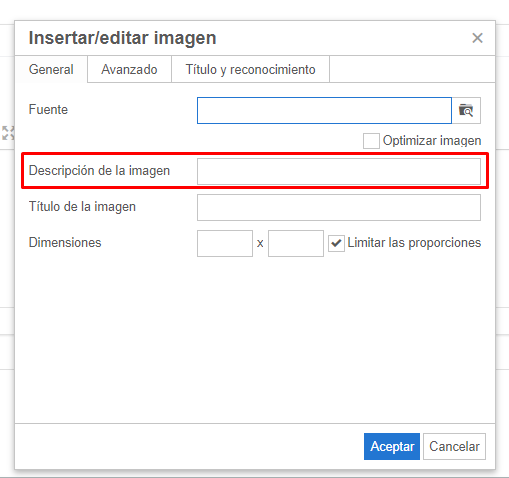 Insertar/editar imagen
General Avanzado Título y reconocimiento
Fuente
Optimizar imagen
Descripción de la imagen
Título de la imagen
Dimensiones x Limitar las proporciones
Aceptar Cancelar